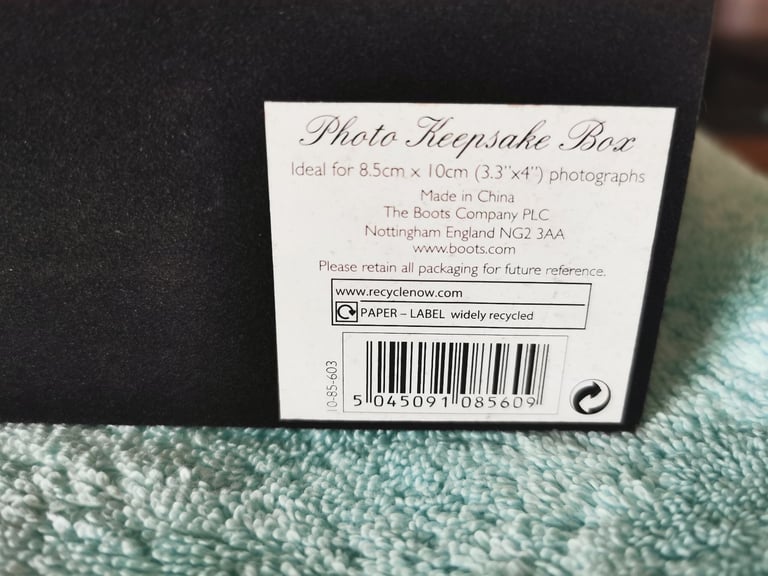 Photo Keepsake Box
Ideal for 8.5cm x 10cm (3.3"x4") photographs
Made in China
The Boots Company PLC
Nottingham England NG2 3AA
www.boots.com
Please retain all packaging for future reference.
www.recyclenow.com
PAPER – LABEL widely recycled
10-85-603
5 045091 085609